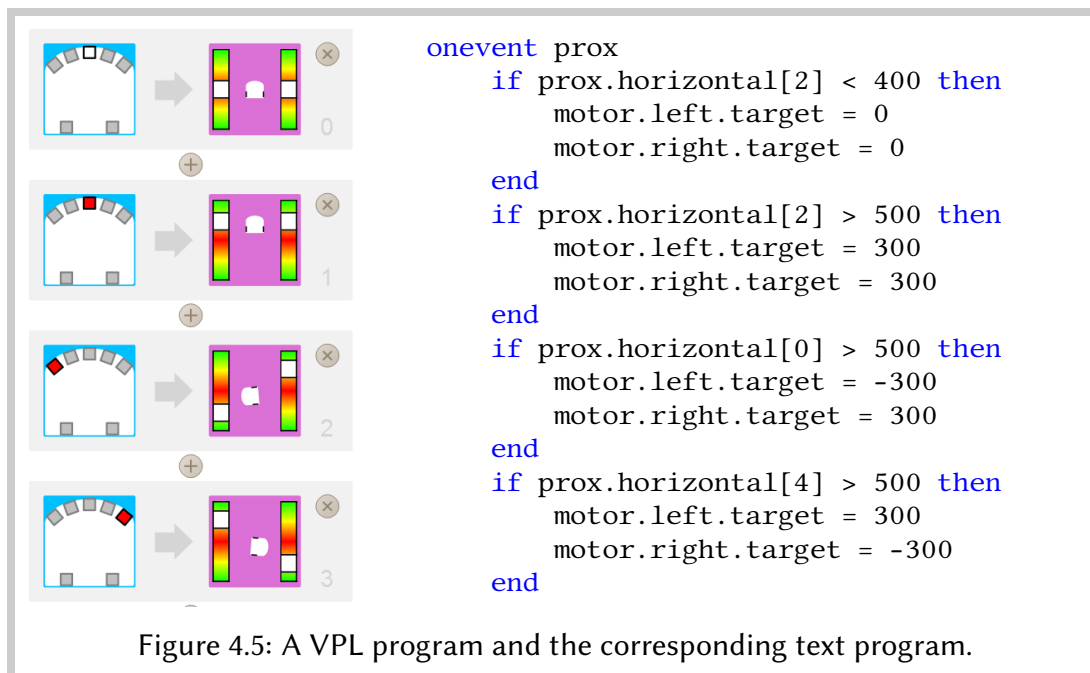 onevent prox
if prox.horizontal[2] < 400 then
motor.left.target = 0
motor.right.target = 0
end
if prox.horizontal[2] > 500 then
motor.left.target = 300
motor.right.target = 300
end
if prox.horizontal[0] > 500 then
motor.left.target = -300
motor.right.target = 300
end
if prox.horizontal[4] > 500 then
motor.left.target = 300
motor.right.target = -300
end
0
1
2
3
Figure 4.5: A VPL program and the corresponding text program.